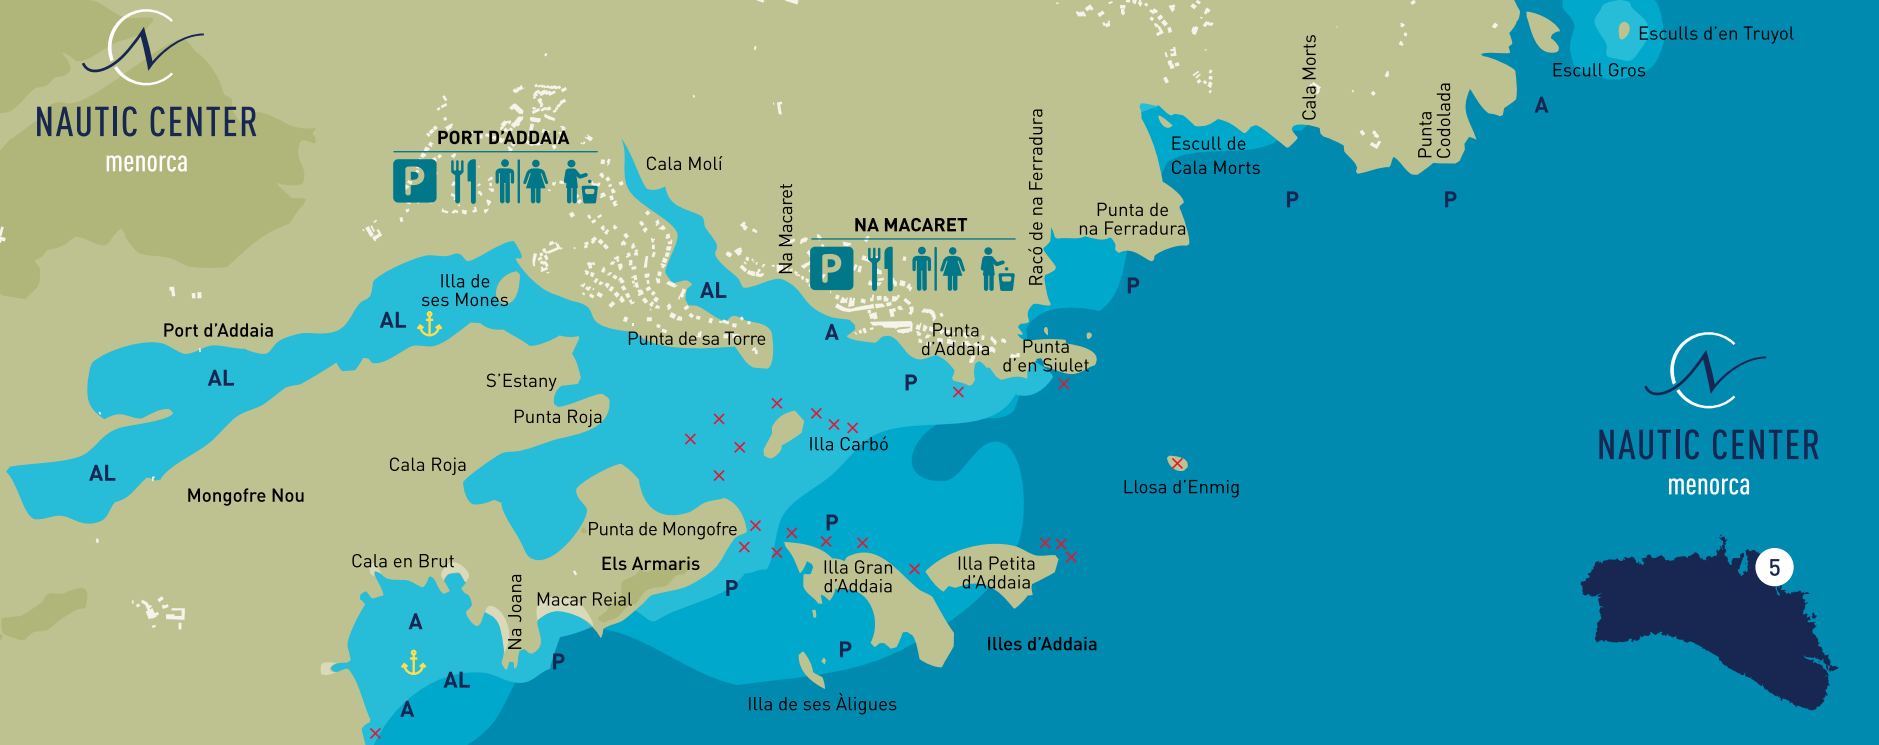 NAUTIC CENTER
menorca
PORT D'ADDAIA
P
Cala Molí
Na Macaret
NA MACARET
P
Racó de na Ferradura
Punta de
na Ferradura
Escull de
Cala Morts
Cala Morts
Punta
Codolada
Esculls d'en Truyol
Escull Gros
A
P
P
P
Illa de
ses Mones
AL
AL
Port d'Addaia
AL
AL
Mongofre Nou
Punta de sa Torre
A
Punta
d'Addaia
Punta
d'en Siulet
P
S'Estany
Punta Roja
Cala Roja
Illa Carbó
Llosa d'Enmig
Punta de Mongofre
P
Els Armaris
P
Illa Gran
d'Addaia
Illa Petita
d'Addaia
Cala en Brut
Na Joana
Macar Reial
A
P
AL
A
P
Illes d'Addaia
Illa de ses Àligues
NAUTIC CENTER
menorca
5